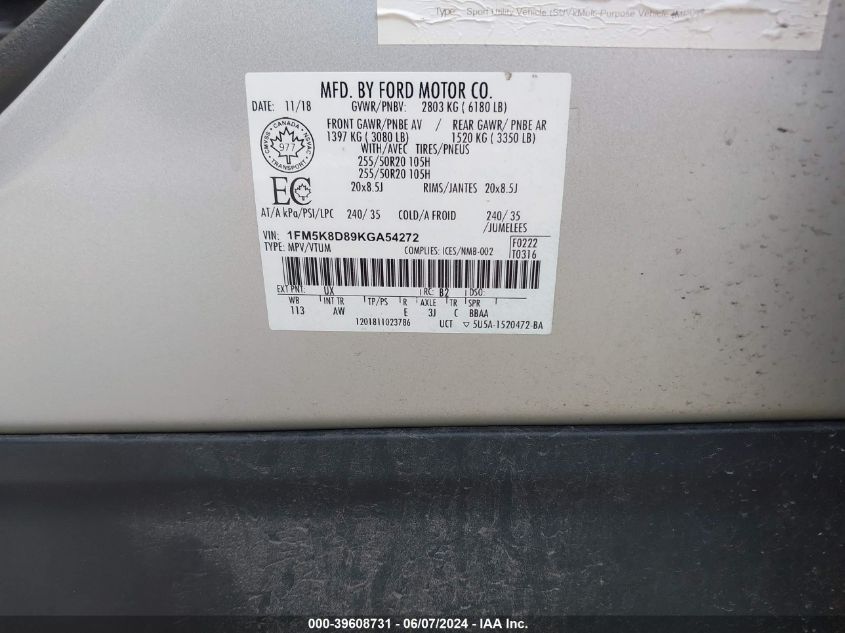 Type: Sport Utility Vehicle (SUV)/Multi-Purpose Vehicle (MPV)
MFD. BY FORD MOTOR CO.
DATE: 11/18 GVWR/PNBV: 2803 KG ( 6180 LB)
FRONT GAWR/PNBE AV / REAR GAWR/ PNBE AR
1397 KG ( 3080 LB) 1520 KG ( 3350 LB)
WITH/AVEC TIRES/PNEUS
255/50R20 105H
255/50R20 105H
20x8.5J RIMS/JANTES 20x8.5J
CANADA
977
TRANSPORT
EC
AT/A kPa/PSI/LPC 240/ 35 COLD/A FROID 240/ 35
/JUMELEES
VIN: 1FM5K8D89KGA54272
TYPE: MPV/VTUM COMPLIES: ICES/NMB-002
F0222
T0316
EXT PNT: UX RC: B2 DSO:
WB INT TR TP/PS R AXLE TR SPR
113 AW E 3J C BBAA
1201811023786 UCT ▽ 5U5A-1520472-BA
000-39608731 - 06/07/2024 - IAA Inc.